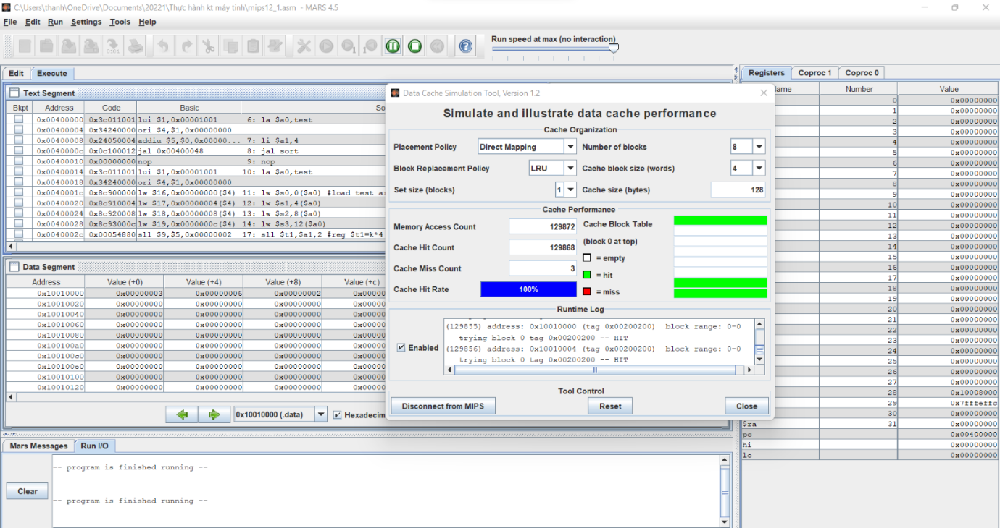 C:\Users\thanh\OneDrive\Documents\20221\Thực hành kt máy tính\mips12_1.asm - MARS 4.5
File Edit Run Settings Tools Help
Run speed at max (no interaction)
Edit Execute
Text Segment
Bkpt Address Code Basic So
0x00400000 0x3c011001 lui $1,0x00001001 6: la $a0,test
0x00400004 0x34240000 ori $4,$1,0x00000000
0x00400008 0x24050004 addiu $5,$0,0x00000... 7: li $a1,4
0x0040000c 0x0c100012 jal 0x00400048 8: jal sort
0x00400010 0x00000000 nop 9: nop
0x00400014 0x3c011001 lui $1,0x00001001 10: la $a0,test
0x00400018 0x34240000 ori $4,$1,0x00000000
0x0040001c 0x8c900000 lw $16,0x00000000($4) 11: lw $s0,0($a0) #load test a
0x00400020 0x8c910004 lw $17,0x00000004($4) 12: lw $s1,4($a0)
0x00400024 0x8c920008 lw $18,0x00000008($4) 13: lw $s2,8($a0)
0x00400028 0x8c93000c lw $19,0x0000000c($4) 14: lw $s3,12($a0)
0x0040002c 0x00054880 sll $9,$5,0x00000002 17: sll $t1,$a1,2 #reg $t1=k*4
Data Segment
Address Value (+0) Value (+4) Value (+8) Value (+c)
0x10010000 0x00000003 0x00000006 0x00000002 0x00000
0x10010020 0x00000000 0x00000000 0x00000000 0x00000
0x10010040 0x00000000 0x00000000 0x00000000 0x00000
0x10010060 0x00000000 0x00000000 0x00000000 0x00000
0x10010080 0x00000000 0x00000000 0x00000000 0x00000
0x100100a0 0x00000000 0x00000000 0x00000000 0x00000
0x100100c0 0x00000000 0x00000000 0x00000000 0x00000
0x100100e0 0x00000000 0x00000000 0x00000000 0x00000
0x10010100 0x00000000 0x00000000 0x00000000 0x00000
0x10010120 0x00000000 0x00000000 0x00000000 0x00000
0x10010000 (.data) Hexadecim
Mars Messages Run I/O
-- program is finished running --
Clear
-- program is finished running --
Data Cache Simulation Tool, Version 1.2
Simulate and illustrate data cache performance
Cache Organization
Placement Policy Direct Mapping Number of blocks 8
Block Replacement Policy LRU Cache block size (words) 4
Set size (blocks) 1 Cache size (bytes) 128
Cache Performance
Memory Access Count 129872 Cache Block Table
(block 0 at top)
Cache Hit Count 129868
= empty
Cache Miss Count 3
= hit
Cache Hit Rate 100%
= miss
Runtime Log
(129855) address: 0x10010000 (tag 0x00200200) block range: 0-0
trying block 0 tag 0x00200200 -- HIT
Enabled
(129856) address: 0x10010004 (tag 0x00200200) block range: 0-0
trying block 0 tag 0x00200200 -- HIT
Tool Control
Disconnect from MIPS Reset Close
Registers Coproc 1 Coproc 0
ame Number Value
0 0x00000000
1 0x00000000
2 0x00000000
3 0x00000000
4 0x00000000
5 0x00000000
6 0x00000000
7 0x00000000
8 0x00000000
9 0x00000000
10 0x00000000
11 0x00000000
12 0x00000000
13 0x00000000
14 0x00000000
15 0x00000000
16 0x00000000
17 0x00000000
18 0x00000000
19 0x00000000
20 0x00000000
21 0x00000000
22 0x00000000
23 0x00000000
24 0x00000000
25 0x00000000
26 0x00000000
27 0x00000000
28 0x10008000
29 0x7fffeffc
30 0x00000000
$ra 31 0x00000000
pc 0x00400000
hi 0x00000000
lo 0x00000000